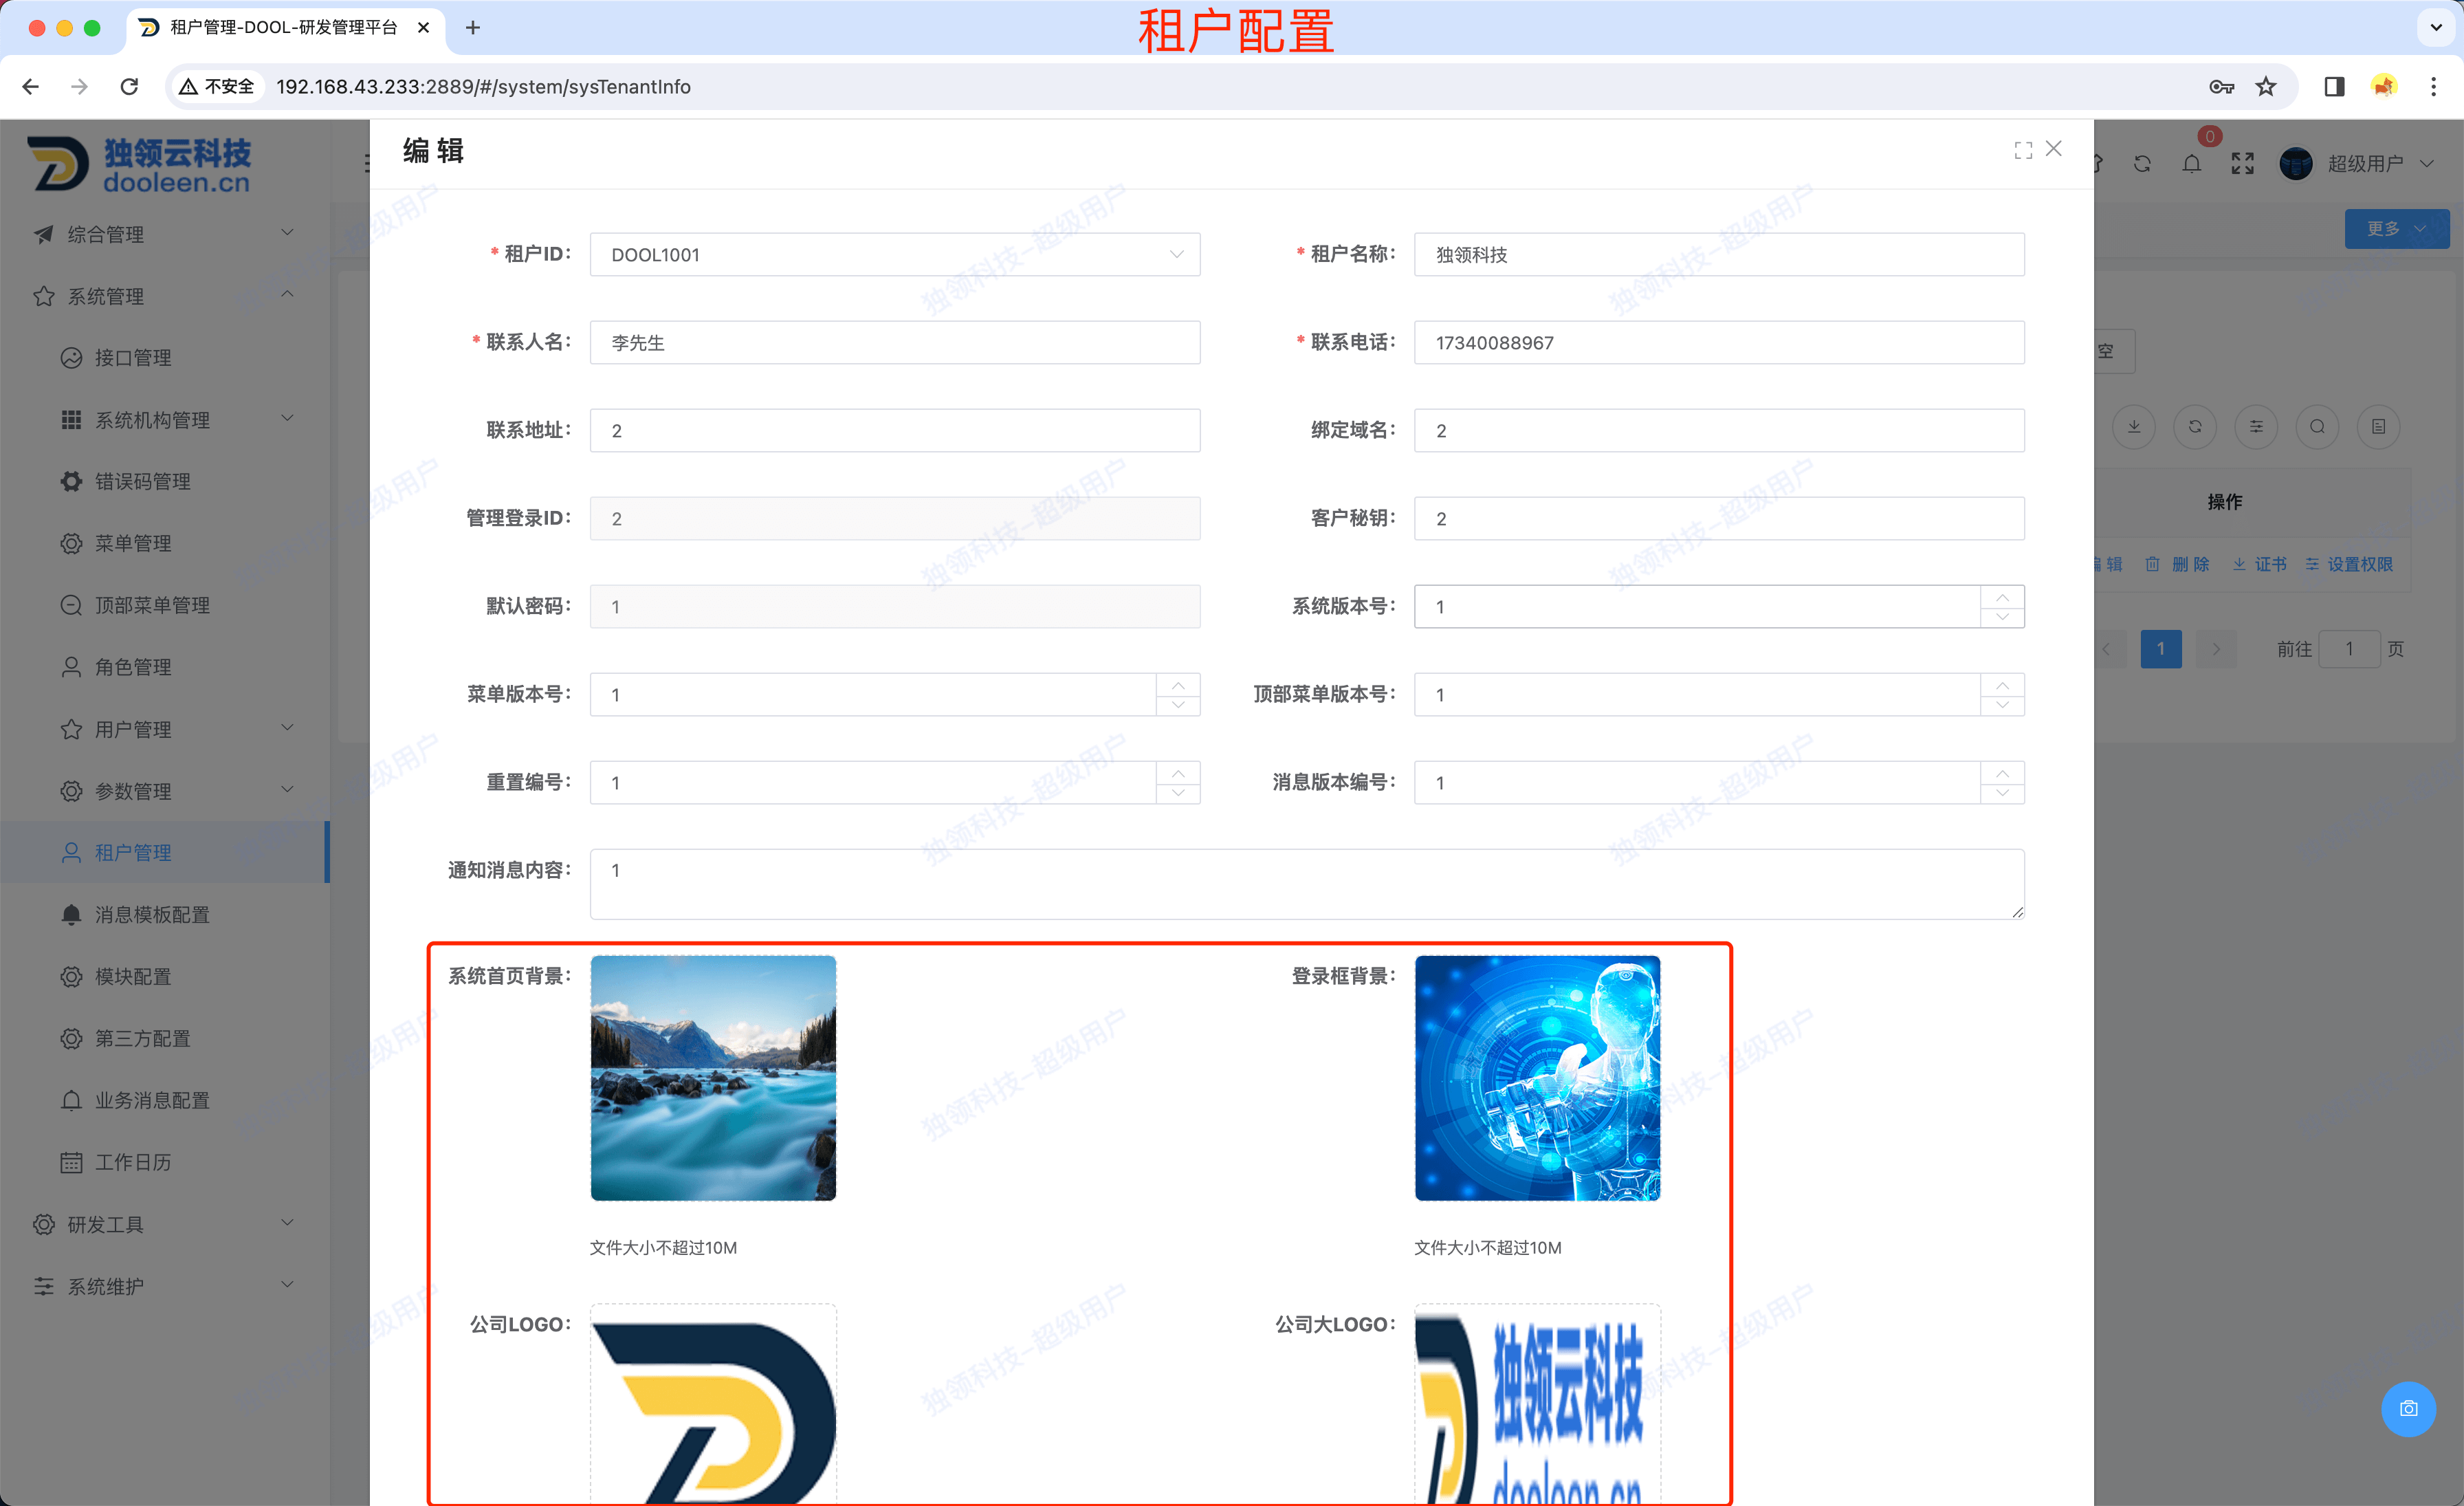 租户管理-DOOL-研发管理平台
租户配置
不安全
192.168.43.233:2889/#/system/sysTenantInfo
独领云科技
dooleen.cn
综合管理
系统管理
接口管理
系统机构管理
错误码管理
菜单管理
顶部菜单管理
角色管理
用户管理
参数管理
租户管理
消息模板配置
模块配置
第三方配置
业务消息配置
工作日历
研发工具
系统维护
编 辑
* 租户ID： DOOL1001
* 租户名称： 独领科技
* 联系人名： 李先生
* 联系电话： 17340088967
联系地址： 2
绑定域名： 2
管理登录ID： 2
客户秘钥： 2
默认密码： 1
系统版本号： 1
菜单版本号： 1
顶部菜单版本号： 1
重置编号： 1
消息版本编号： 1
通知消息内容： 1
系统首页背景：
登录框背景：
文件大小不超过10M
文件大小不超过10M
公司LOGO：
公司大LOGO：
独领云科技
dooleen.cn
0
超级用户
更多
空
操作
编 辑 删 除 证书 设置权限
1 前往 1 页
独领科技-超级用户